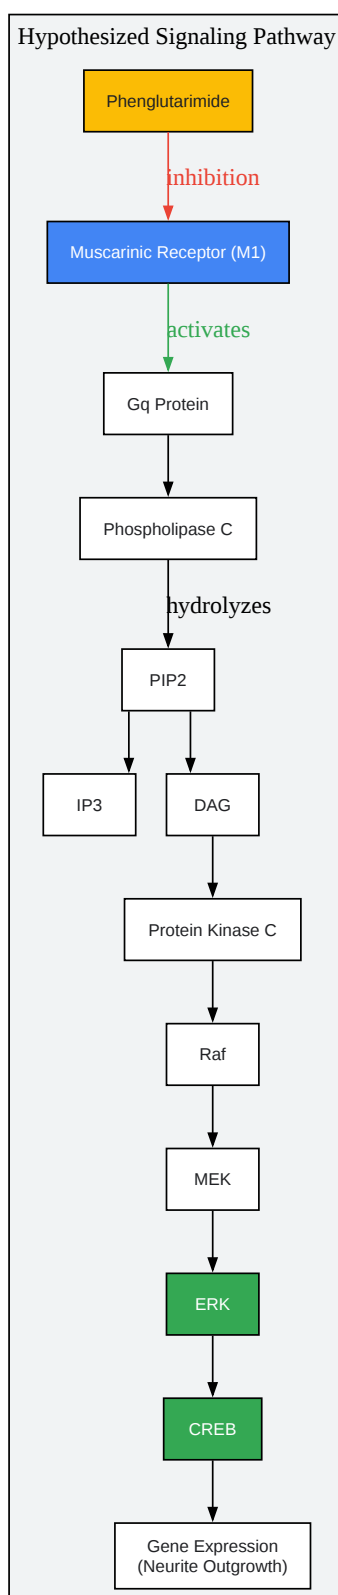 Hypothesized Signaling Pathway
Phenglutarimide
inhibition
Muscarinic Receptor (M1)
activates
Gq Protein
Phospholipase C
hydrolyzes
PIP2
IP3
DAG
Protein Kinase C
Raf
MEK
ERK
CREB
Gene Expression
(Neurite Outgrowth)